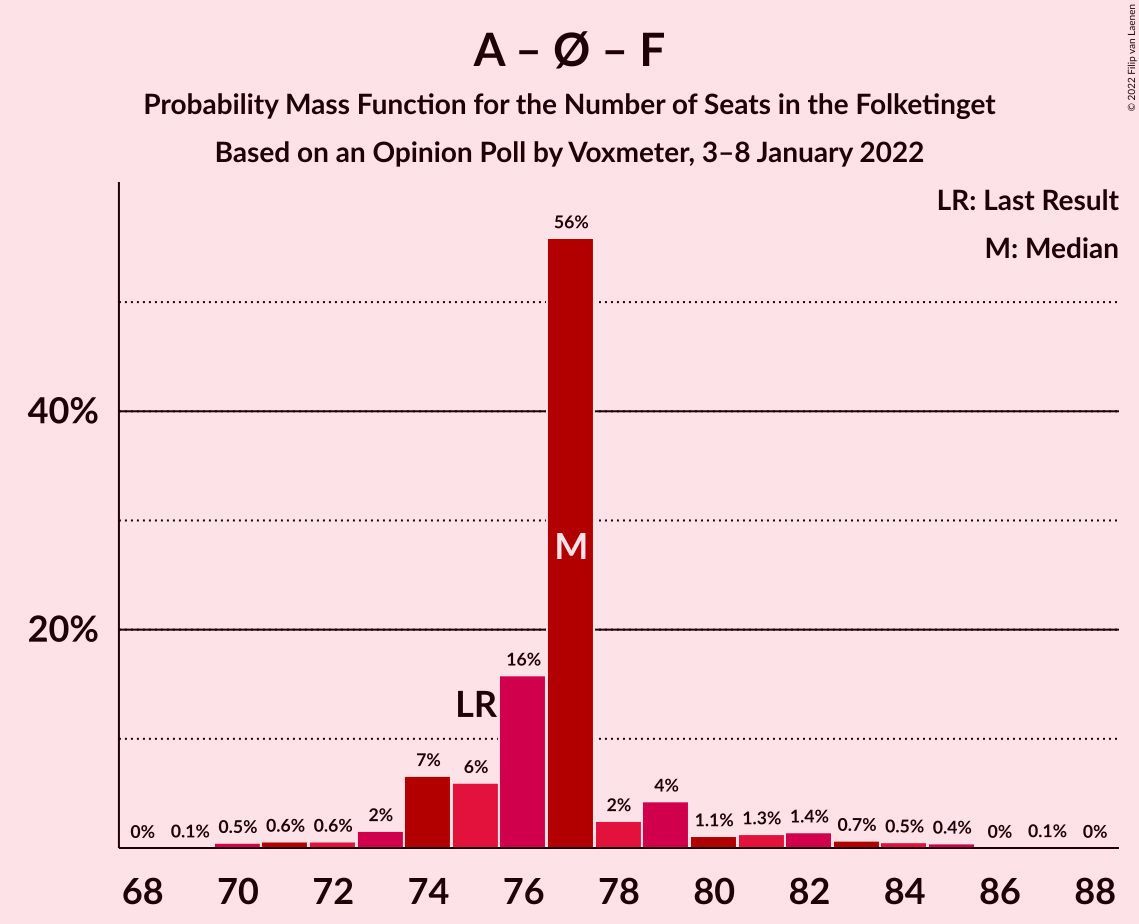 A – Ø – F
Probability Mass Function for the Number of Seats in the Folketinget
Based on an Opinion Poll by Voxmeter, 3–8 January 2022
© 2022 Filip van Laenen
LR: Last Result
M: Median
56%
40%
M
20%
16%
LR
7%
6%
4%
2%
2%
0% 0.1% 0.5% 0.6% 0.6% 1.1% 1.3% 1.4% 0.7% 0.5% 0.4% 0% 0.1% 0%
68 70 72 74 76 78 80 82 84 86 88